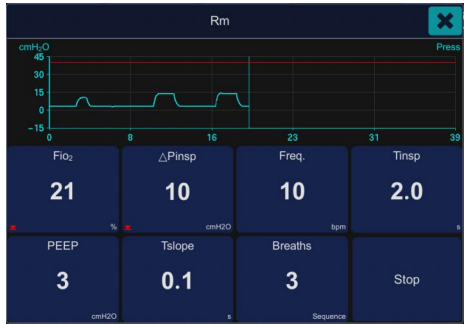 Rm
cmH2O
Press
45
30
15
0
-15
0 8 16 23 31 39
Fio2 △Pinsp Freq. Tinsp
21 10 10 2.0
% cmH2O bpm s
PEEP Tslope Breaths
3 0.1 3 Stop
cmH2O s Sequence